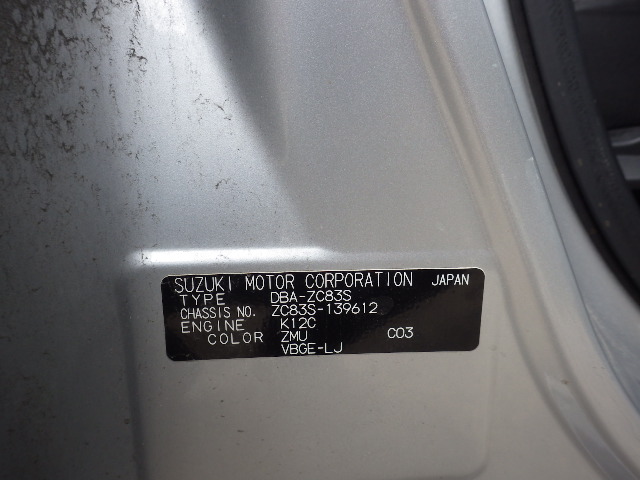 SUZUKI MOTOR CORPORATION JAPAN
TYPE DBA-ZC83S
CHASSIS NO. ZC83S-139612
ENGINE K12C
COLOR ZMU C03
VBGE-LJ